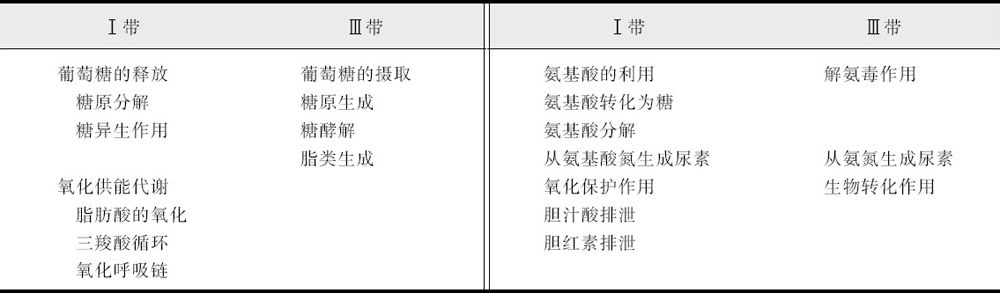 Ⅰ带 Ⅲ带 Ⅰ带 Ⅲ带
葡萄糖的释放 葡萄糖的摄取 氨基酸的利用 解氨毒作用
糖原分解 糖原生成 氨基酸转化为糖
糖异生作用 糖酵解 氨基酸分解
脂类生成 从氨基酸氮生成尿素 从氨氮生成尿素
氧化供能代谢 氧化保护作用 生物转化作用
脂肪酸的氧化 胆汁酸排泄
三羧酸循环 胆红素排泄
氧化呼吸链